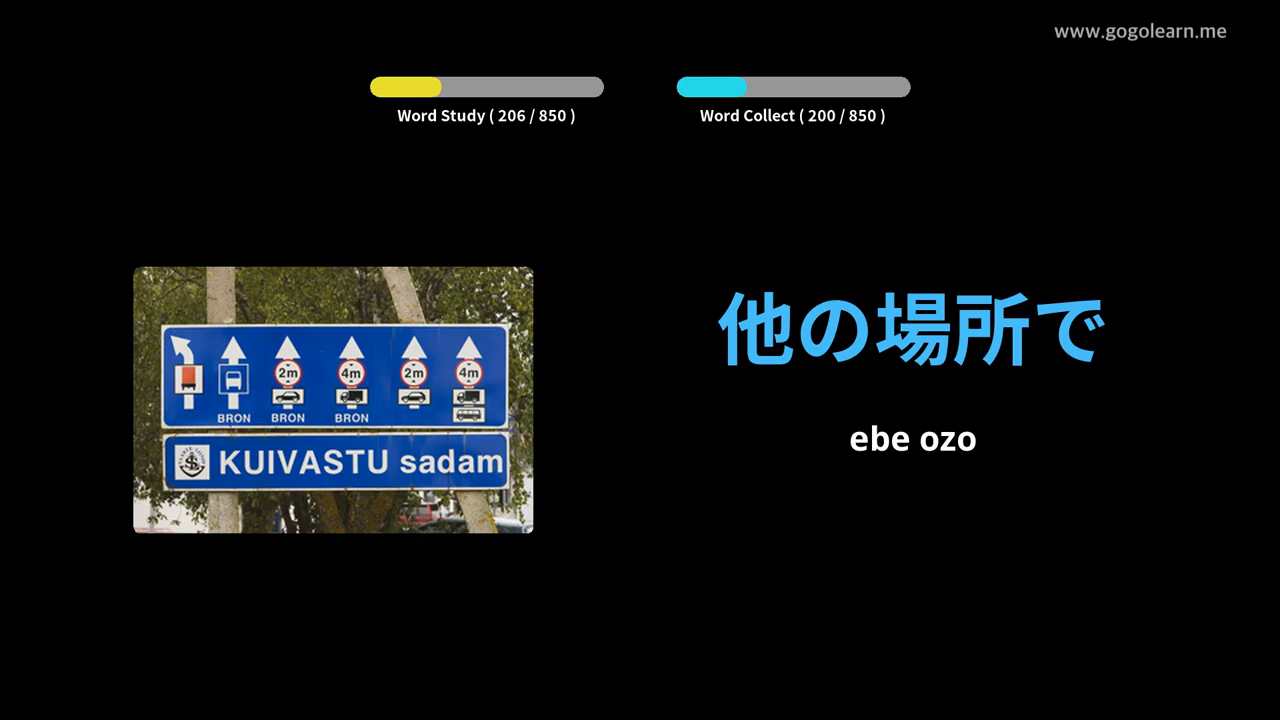 www.gogolearn.me
Word Study ( 206 / 850 )
Word Collect ( 200 / 850 )
2m 4m 2m 4m
BRON BRON BRON
KUIVASTU sadam
他の場所で
ebe ozo